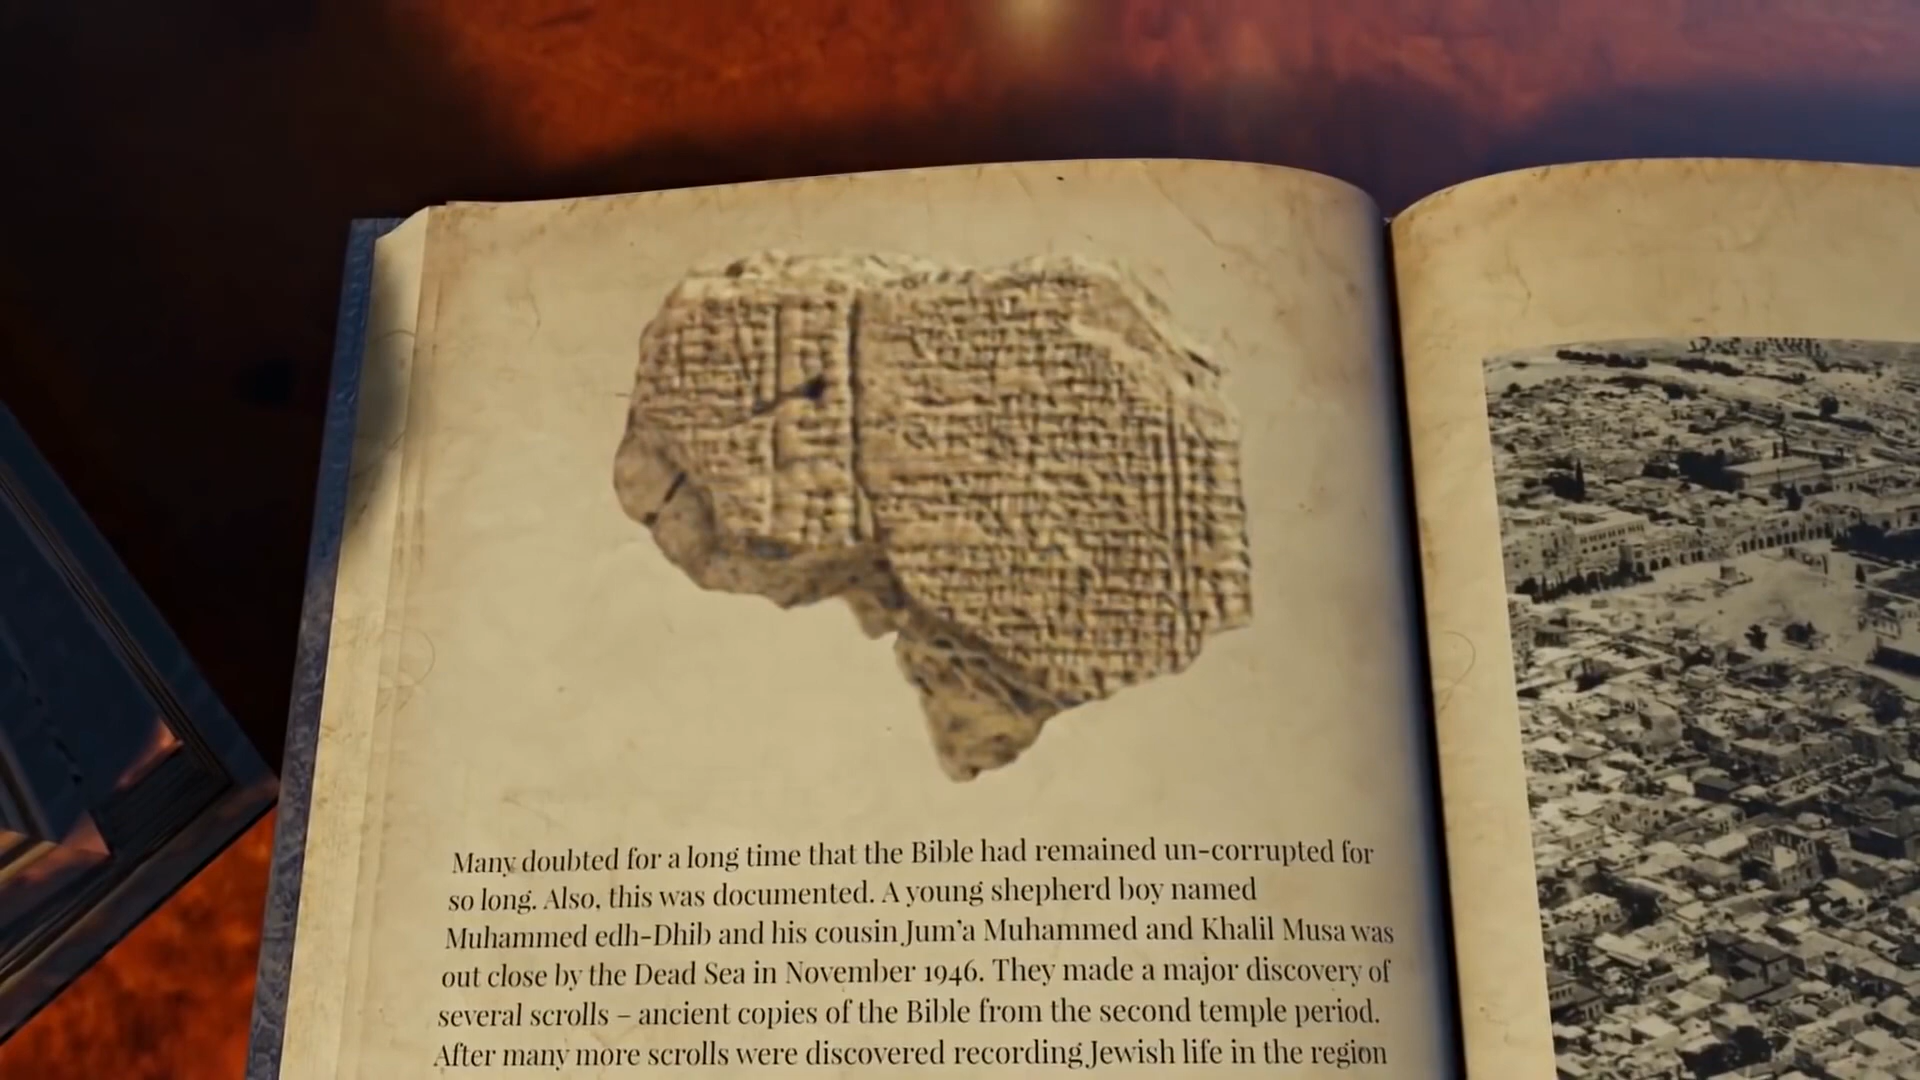 Many doubted for a long time that the Bible had remained un-corrupted for
so long. Also, this was documented. A young shepherd boy named
Muhammed edh-Dhib and his cousin Jum'a Muhammed and Khalil Musa was
out close by the Dead Sea in November 1946. They made a major discovery of
several scrolls – ancient copies of the Bible from the second temple period.
After many more scrolls were discovered recording Jewish life in the region